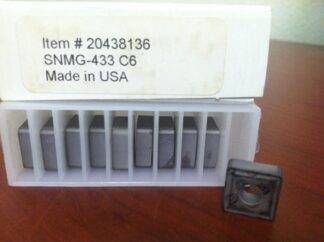 Item # 20438136
SNMG-433 C6
Made in USA